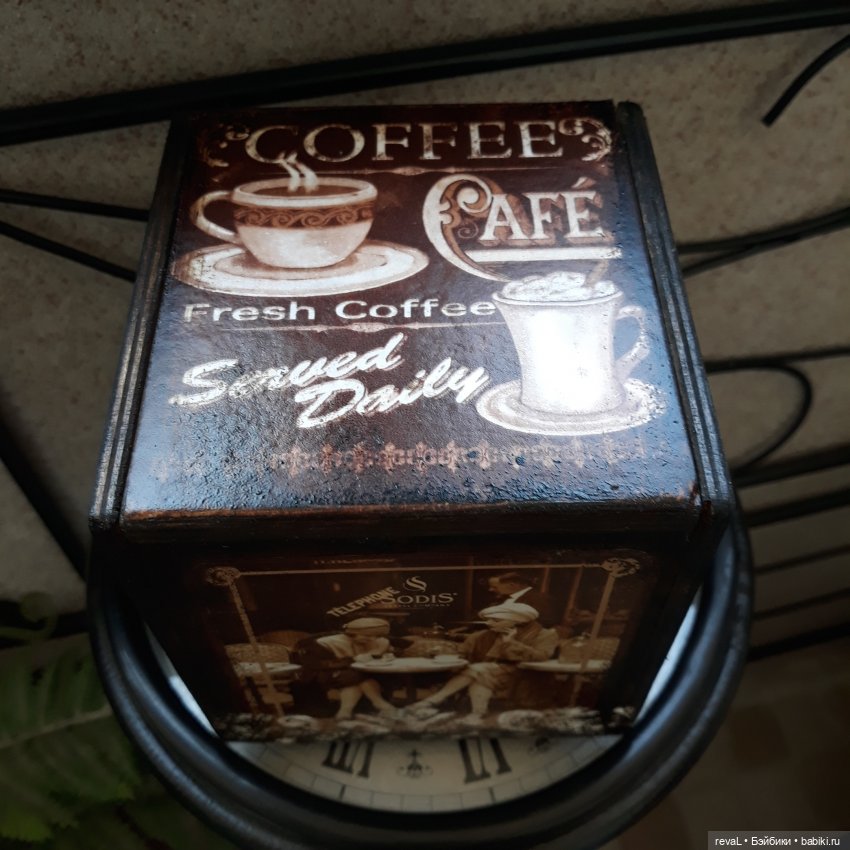 COFFEE
CAFÉ
Fresh Coffee
Served
Daily
TELEPHONE
SODIS
revaL • Бэйбики • babiki.ru